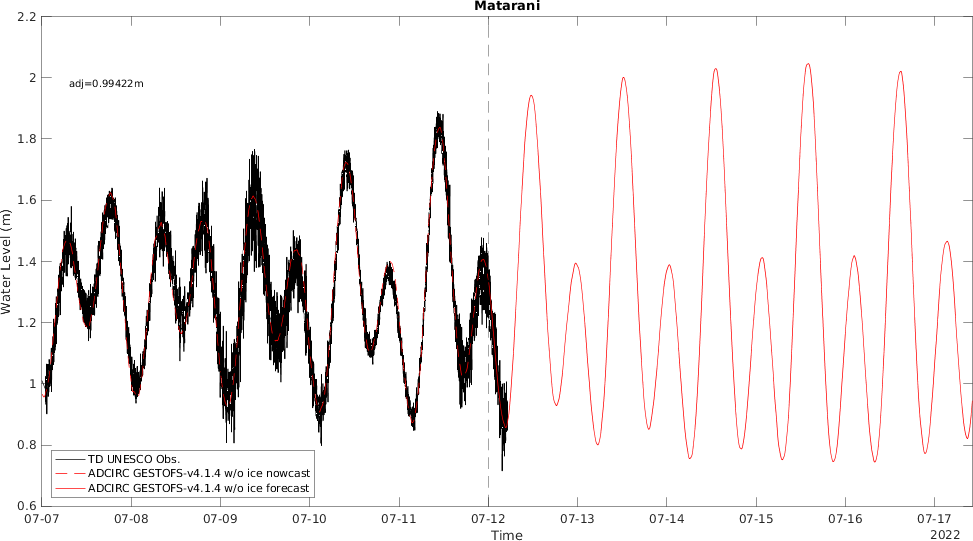 Matarani
2.2
2
1.8
1.6
1.4
1.2
1
0.8
0.6
Water Level (m)
adj=0.99422m
TD UNESCO Obs.
ADCIRC GESTOFS-v4.1.4 w/o ice nowcast
ADCIRC GESTOFS-v4.1.4 w/o ice forecast
07-07 07-08 07-09 07-10 07-11 07-12 07-13 07-14 07-15 07-16 07-17
Time
2022